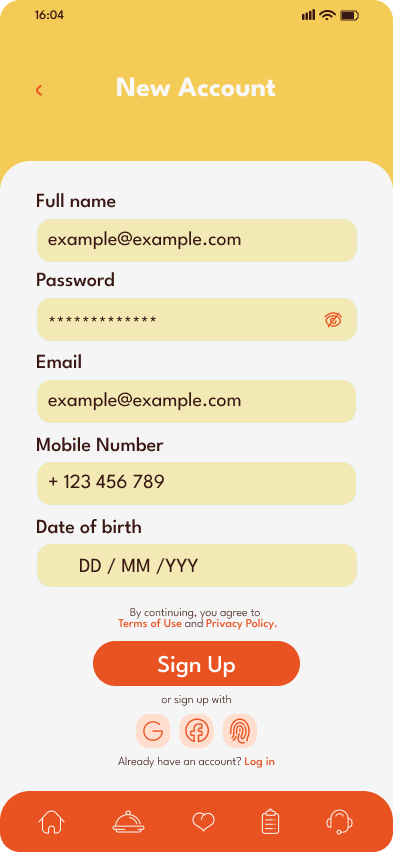 16:04
New Account
Full name
example@example.com
Password
*************
Email
example@example.com
Mobile Number
+ 123 456 789
Date of birth
DD / MM /YYY
By continuing, you agree to
Terms of Use and Privacy Policy.
Sign Up
or sign up with
Already have an account? Log in